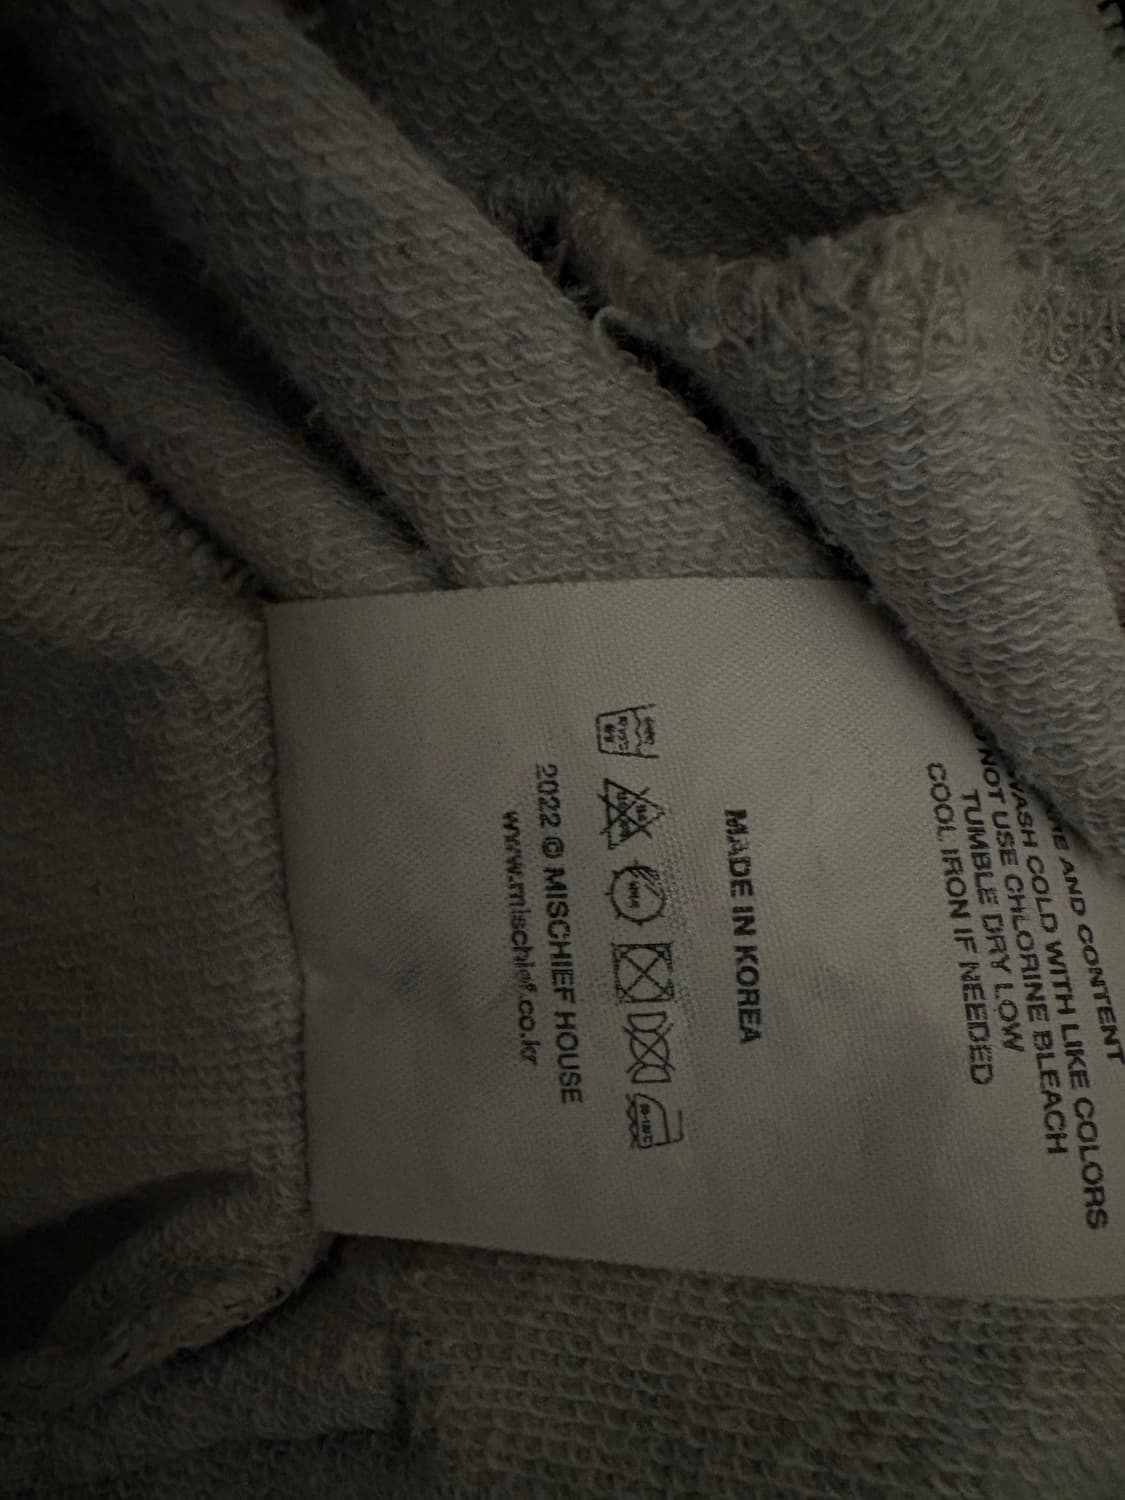 AND CONTENT
WASH COLD WITH LIKE COLORS
NOT USE CHLORINE BLEACH
TUMBLE DRY LOW
COOL IRON IF NEEDED
MADE IN KOREA
2022 © MISCHIEF HOUSE
www.mischief.co.kr